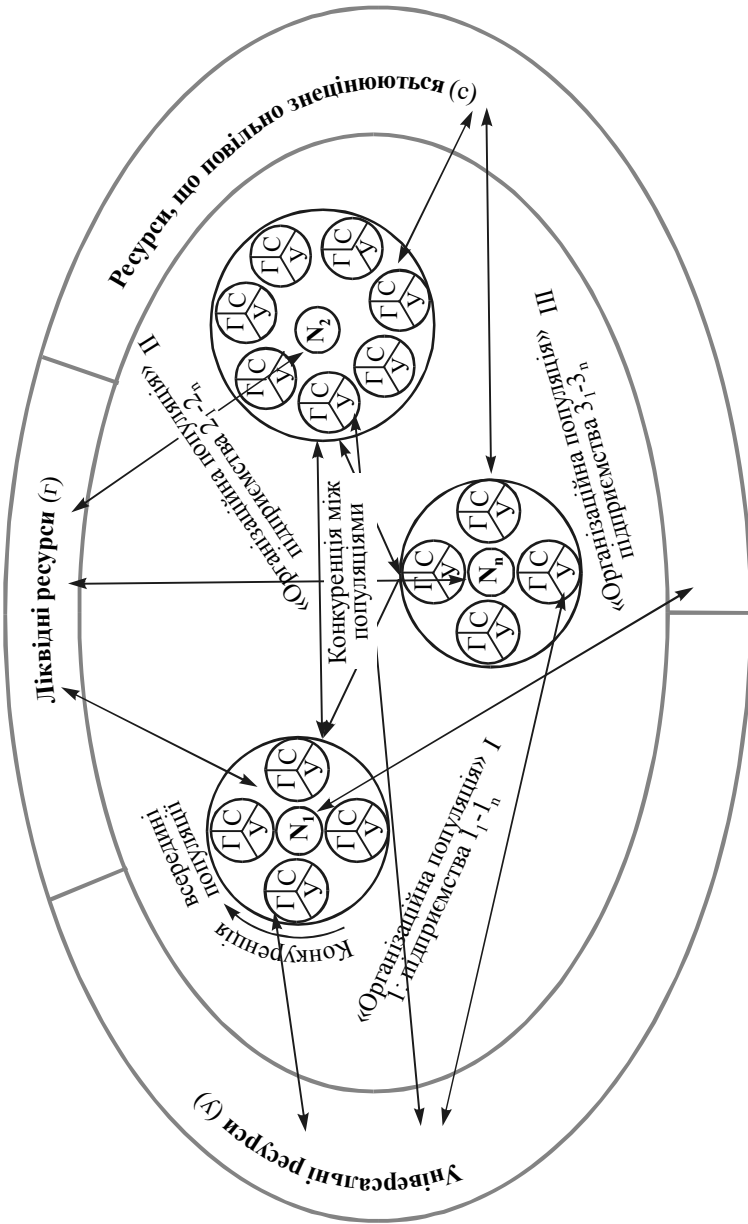 Ліквідні ресурси (г)
Універсальні ресурси (у)
Ресурси, що повільно знецінюються (с)
Конкуренція
всередині
популяції
Г С
У
Г С
У
N1
Г С
У
Г С
У
«Організаційна популяція» II
підприємства 2₁-2ₙ
Г С
У
Г С
У
Г С
У
Г С
У
N₂
Г С
У
Г С
У
Г С
У
Конкуренція між
популяціями
«Організаційна популяція» I
1: підприємства 1₁-1ₙ
Г С
У
Г С
У
Nₙ
Г С
У
Г С
У
«Організаційна популяція» III
підприємства 3₁-3ₙ